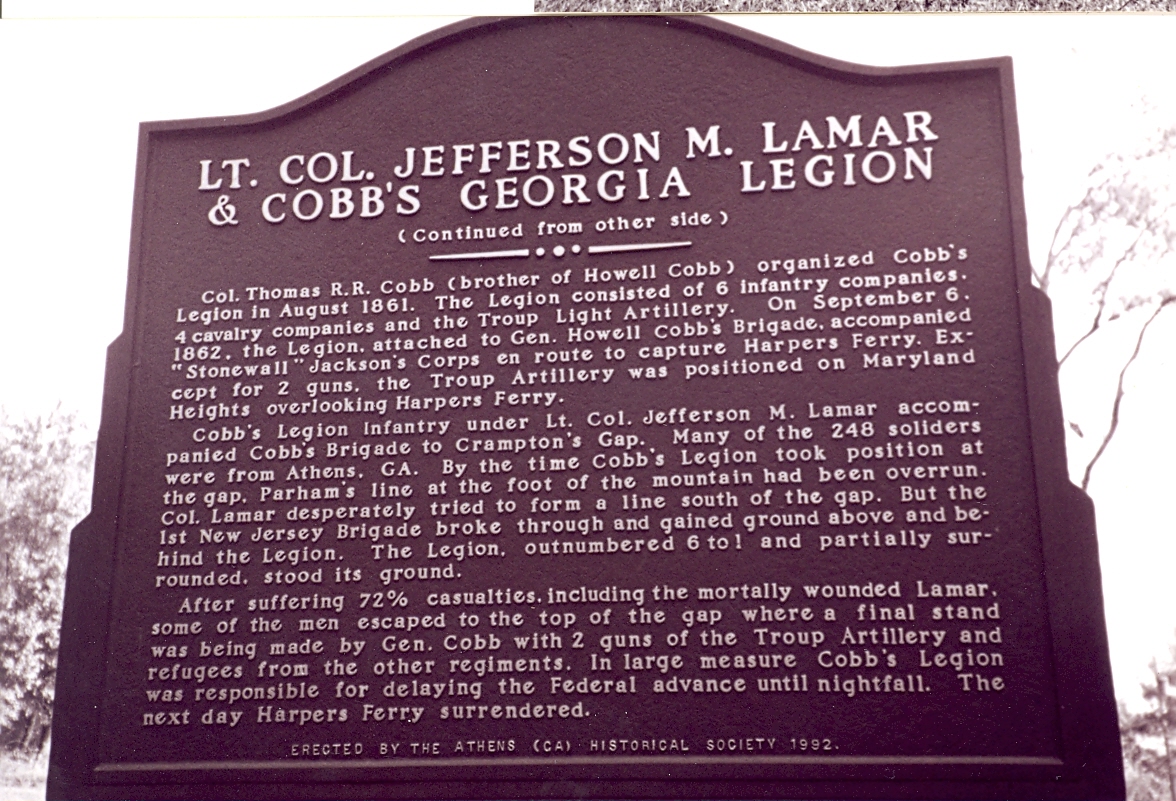 LT. COL. JEFFERSON M. LAMAR
& COBB'S GEORGIA LEGION
(Continued from other side)
Col. Thomas R.R. Cobb (brother of Howell Cobb) organized Cobb's
Legion in August 1861. The Legion consisted of 6 infantry companies,
4 cavalry companies and the Troup Light Artillery. On September 6,
1862, the Legion, attached to Gen. Howell Cobb's Brigade, accompanied
"Stonewall" Jackson's Corps en route to capture Harpers Ferry. Ex-
cept for 2 guns, the Troup Artillery was positioned on Maryland
Heights overlooking Harpers Ferry.
Cobb's Legion Infantry under Lt. Col. Jefferson M. Lamar accom-
panied Cobb's Brigade to Crampton's Gap. Many of the 248 soliders
were from Athens, GA. By the time Cobb's Legion took position at
the gap, Parham's line at the foot of the mountain had been overrun.
Col. Lamar desperately tried to form a line south of the gap. But the
1st New Jersey Brigade broke through and gained ground above and be-
hind the Legion. The Legion, outnumbered 6 to 1 and partially sur-
rounded, stood its ground.
After suffering 72% casualties, including the mortally wounded Lamar,
some of the men escaped to the top of the gap where a final stand
was being made by Gen. Cobb with 2 guns of the Troup Artillery and
refugees from the other regiments. In large measure Cobb's Legion
was responsible for delaying the Federal advance until nightfall. The
next day Harpers Ferry surrendered.
ERECTED BY THE ATHENS (GA) HISTORICAL SOCIETY 1992.